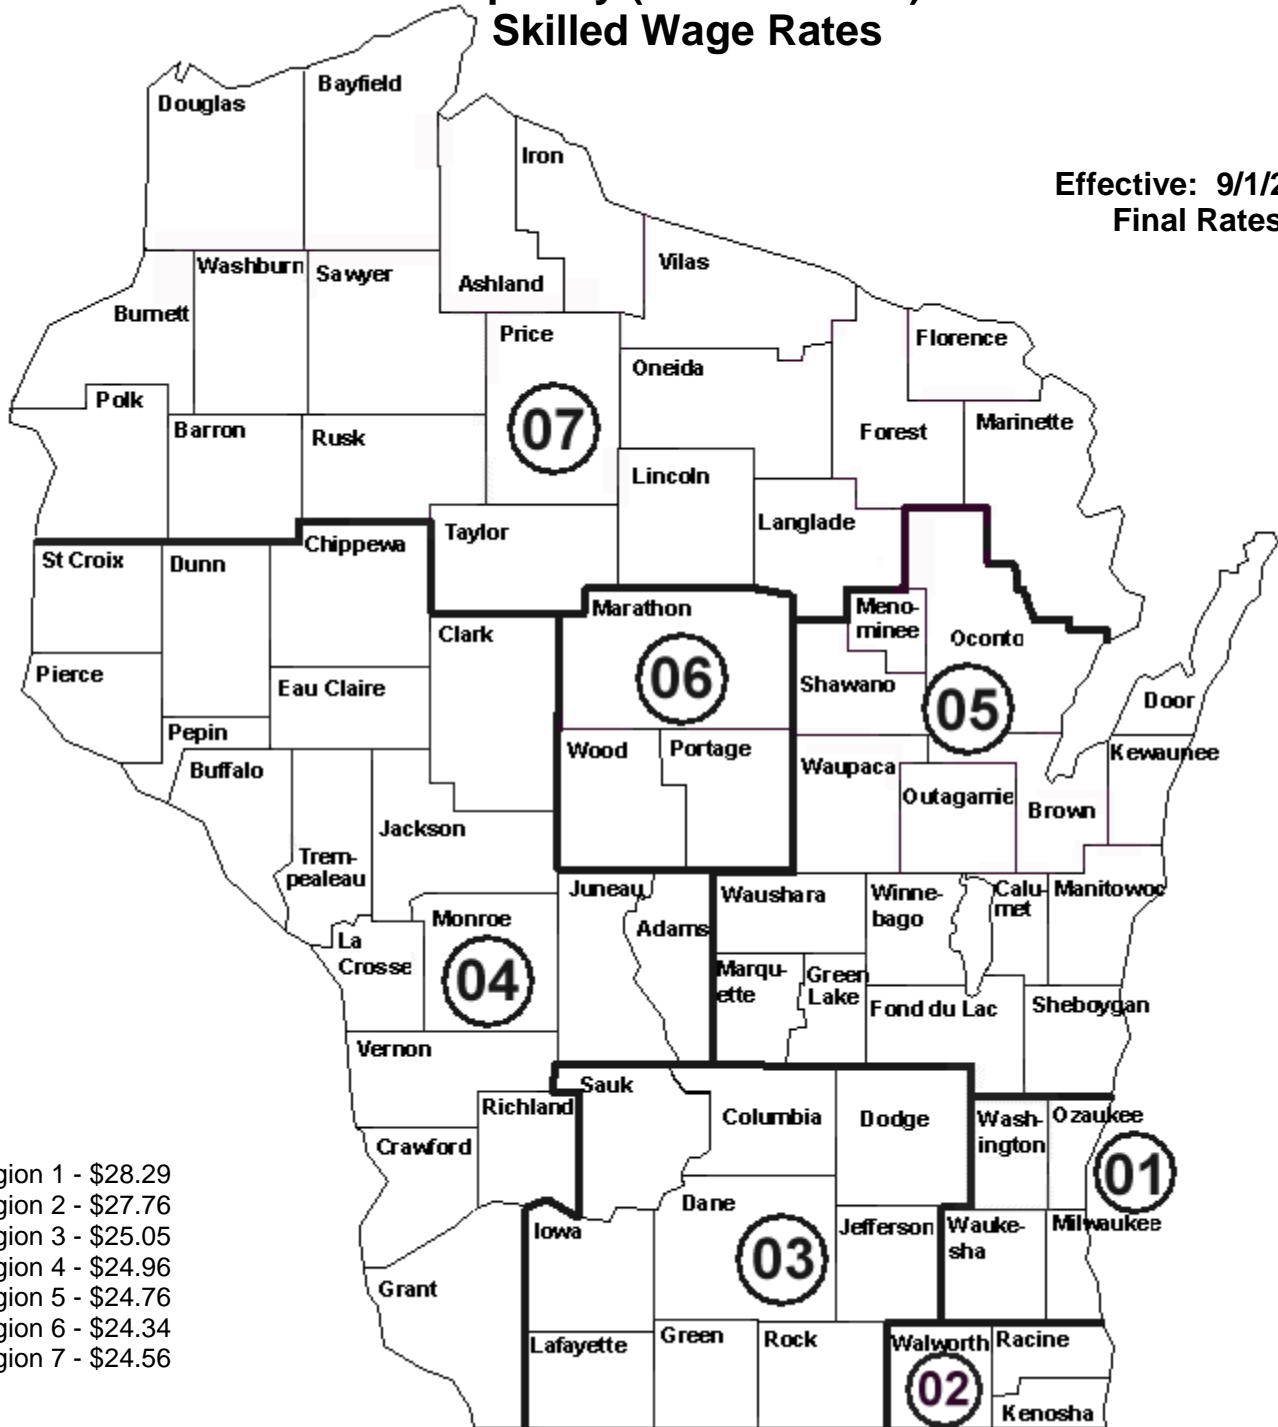 Skilled Wage Rates
Effective: 9/1/2
Final Rates
Douglas
Bayfield
Iron
Ashland
Vilas
Washburn
Sawyer
Burnett
Price
Florence
Oneida
Polk
Barron
Rusk
07
Forest
Marinette
Lincoln
Langlade
Taylor
Chippewa
St Croix
Dunn
Marathon
Meno-
minee
Clark
Oconto
06
Pierce
Eau Claire
Shawano
05
Door
Pepin
Wood
Portage
Kewaunee
Buffalo
Waupaca
Outagamie
Brown
Jackson
Trem-
pealeau
Juneau
Waushara
Winne-
bago
Calu-
met
Manitowoc
Monroe
Adams
La
Crosse
04
Marqu-
ette
Green
Lake
Fond du Lac
Sheboygan
Vernon
Sauk
Richland
Columbia
Dodge
Wash-
ington
Ozaukee
Crawford
01
Dane
Iowa
Jefferson
Wauke-
sha
Milwaukee
03
Grant
Lafayette
Green
Rock
Walworth
Racine
02
Kenosha
gion 1 - $28.29
gion 2 - $27.76
gion 3 - $25.05
gion 4 - $24.96
gion 5 - $24.76
gion 6 - $24.34
gion 7 - $24.56